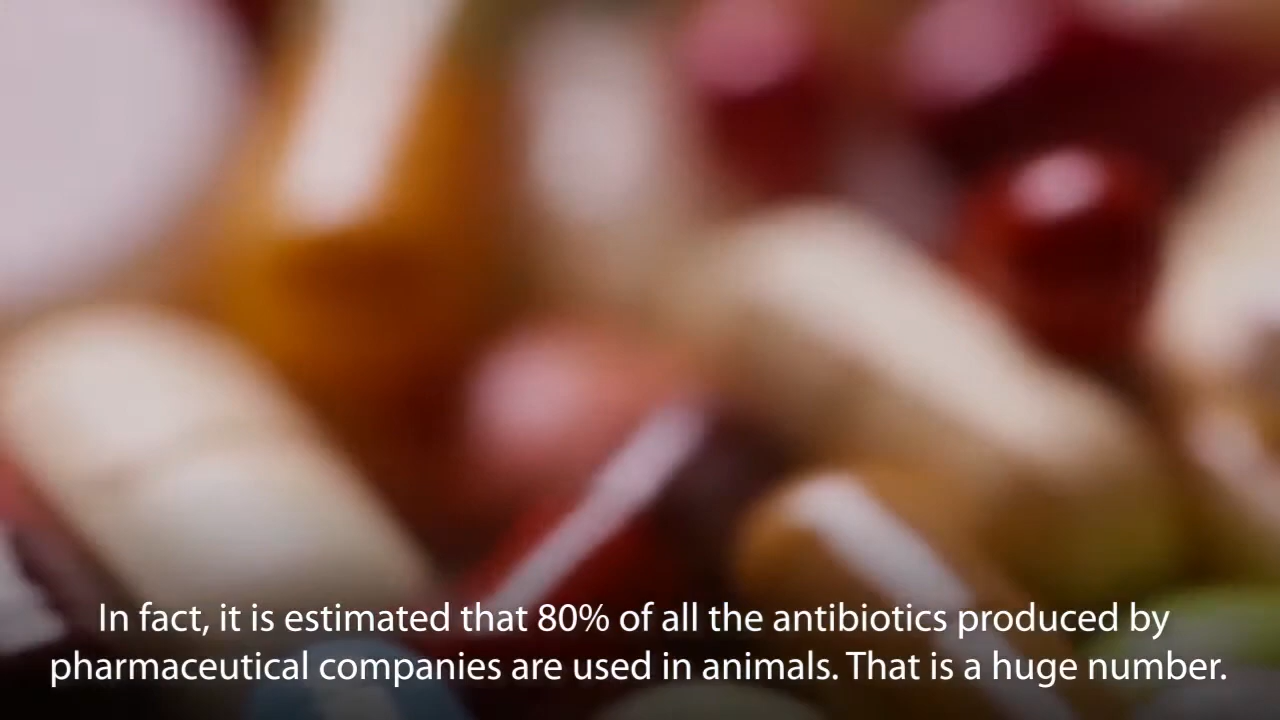 In fact, it is estimated that 80% of all the antibiotics produced by
pharmaceutical companies are used in animals. That is a huge number.